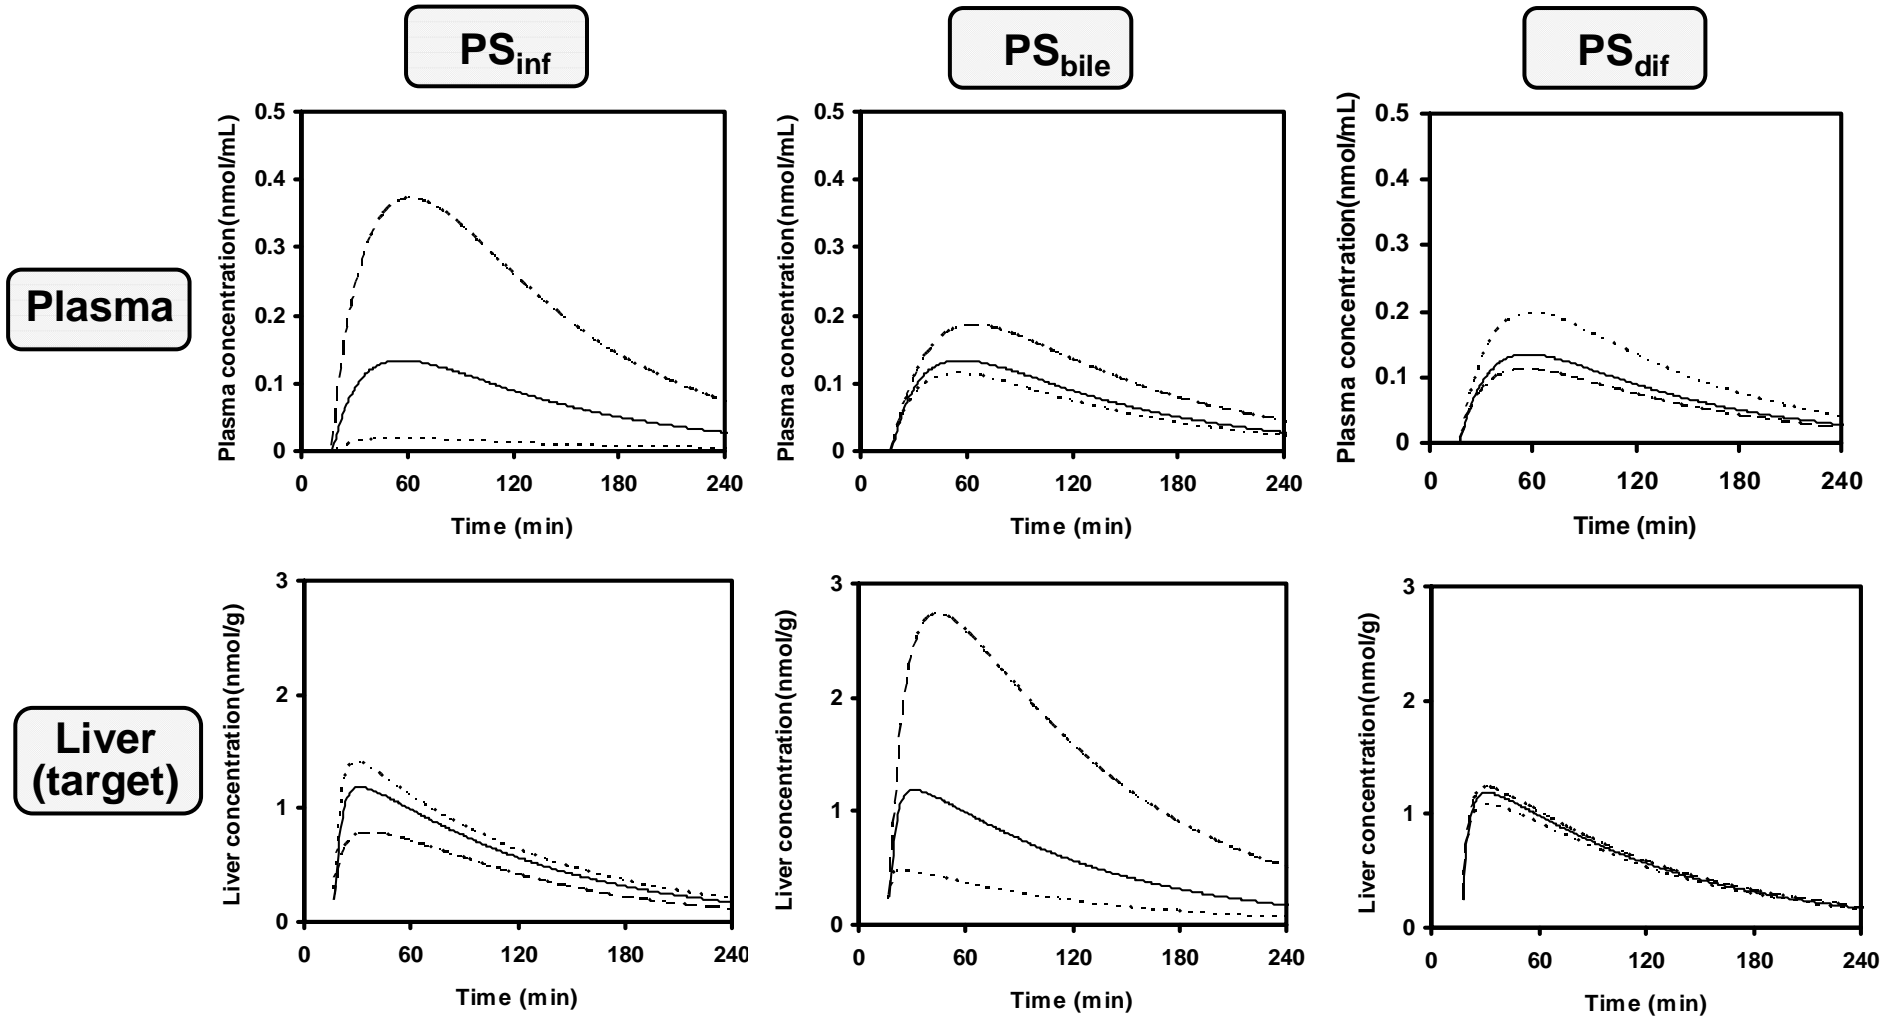 PSinf
PSbile
PSdif
Plasma
Plasma concentration(nmol/mL)
0.5
0.4
0.3
0.2
0.1
0
0 60 120 180 240
Time (min)
Plasma concentration(nmol/mL)
0.5
0.4
0.3
0.2
0.1
0
0 60 120 180 240
Time (min)
Plasma concentration(nmol/mL)
0.5
0.4
0.3
0.2
0.1
0
0 60 120 180 240
Time (min)
Liver
(target)
Liver concentration(nmol/g)
3
2
1
0
0 60 120 180 240
Time (min)
Liver concentration(nmol/g)
3
2
1
0
0 60 120 180 240
Time (min)
Liver concentration(nmol/g)
3
2
1
0
0 60 120 180 240
Time (min)